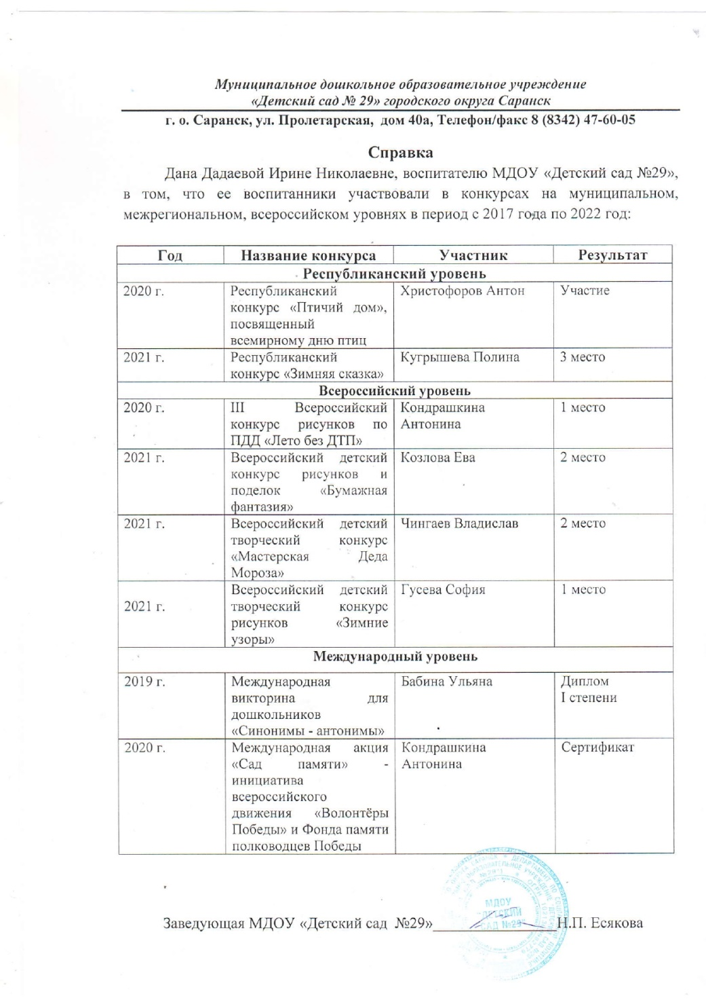 Муниципальное дошкольное образовательное учреждение
«Детский сад № 29» городского округа Саранск
г. о. Саранск, ул. Пролетарская, дом 40а, Телефон/факс 8 (8342) 47-60-05
Справка
Дана Дадаевой Ирине Николаевне, воспитателю МДОУ «Детский сад №29»,
в том, что ее воспитанники участвовали в конкурсах на муниципальном,
межрегиональном, всероссийском уровнях в период с 2017 года по 2022 год:
Год Название конкурса Участник Результат
Республиканский уровень
2020 г. Республиканский Христофоров Антон Участие
конкурс «Птичий дом»,
посвященный
всемирному дню птиц
2021 г. Республиканский Кугрышева Полина 3 место
конкурс «Зимняя сказка»
Всероссийский уровень
2020 г. III Всероссийский Кондрашкина 1 место
конкурс рисунков по Антонина
ПДД «Лето без ДТП»
2021 г. Всероссийский детский Козлова Ева 2 место
конкурс рисунков и
поделок «Бумажная
фантазия»
2021 г. Всероссийский детский Чингаев Владислав 2 место
творческий конкурс
«Мастерская Деда
Мороза»
Всероссийский детский Гусева София 1 место
2021 г. творческий конкурс
рисунков «Зимние
узоры»
Международный уровень
2019 г. Международная Бабина Ульяна Диплом
викторина для I степени
дошкольников
«Синонимы - антонимы»
2020 г. Международная акция Кондрашкина Сертификат
«Сад памяти» - Антонина
инициатива
всероссийского
движения «Волонтёры
Победы» и Фонда памяти
полководцев Победы
МДОУ
"ДЕТСКИЙ
САД №29"
Заведующая МДОУ «Детский сад №29»_______________Н.П. Есякова